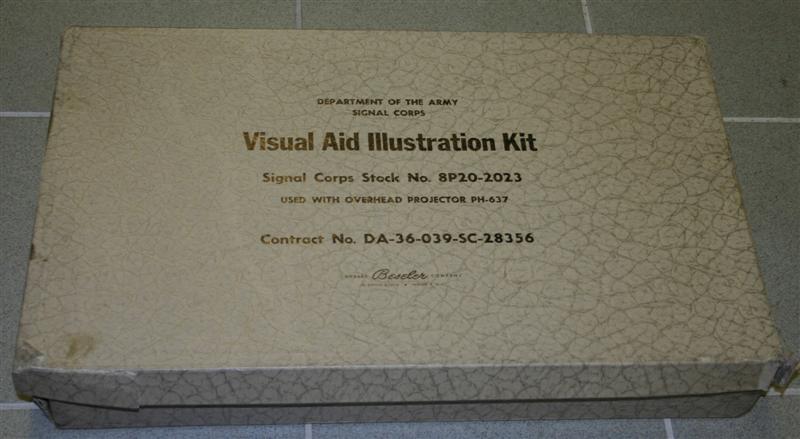 DEPARTMENT OF THE ARMY
SIGNAL CORPS
Visual Aid Illustration Kit
Signal Corps Stock No. 8P20-2023
USED WITH OVERHEAD PROJECTOR PH-637
Contract No. DA-36-039-SC-28356
Beseler COMPANY